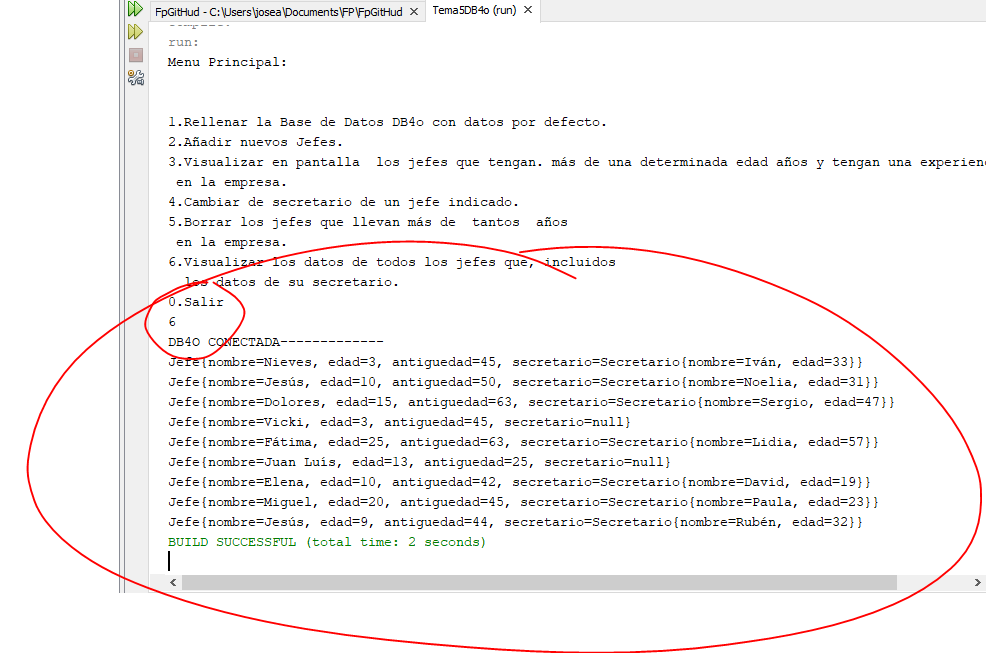 FpGitHud - C:\Users\josea\Documents\FP\FpGitHud
Tema5DB4o (run)
run:
Menu Principal:
1.Rellenar la Base de Datos DB4o con datos por defecto.
2.Añadir nuevos Jefes.
3.Visualizar en pantalla  los jefes que tengan. más de una determinada edad años y tengan una
en la empresa.
4.Cambiar de secretario de un jefe indicado.
5.Borrar los jefes que llevan más de  tantos  años
en la empresa.
6.Visualizar los datos de todos los jefes que, incluidos
los datos de su secretario.
0.Salir
6
DB4O CONECTADA-------------
Jefe{nombre=Nieves, edad=3, antiguedad=45, secretario=Secretario{nombre=Iván, edad=33}}
Jefe{nombre=Jesús, edad=10, antiguedad=50, secretario=Secretario{nombre=Noelia, edad=31}}
Jefe{nombre=Dolores, edad=15, antiguedad=63, secretario=Secretario{nombre=Sergio, edad=47}}
Jefe{nombre=Vicki, edad=3, antiguedad=45, secretario=null}
Jefe{nombre=Fátima, edad=25, antiguedad=63, secretario=Secretario{nombre=Lidia, edad=57}}
Jefe{nombre=Juan Luís, edad=13, antiguedad=25, secretario=null}
Jefe{nombre=Elena, edad=10, antiguedad=42, secretario=Secretario{nombre=David, edad=19}}
Jefe{nombre=Miguel, edad=20, antiguedad=45, secretario=Secretario{nombre=Paula, edad=23}}
Jefe{nombre=Jesús, edad=9, antiguedad=44, secretario=Secretario{nombre=Rubén, edad=32}}
BUILD SUCCESSFUL (total time: 2 seconds)